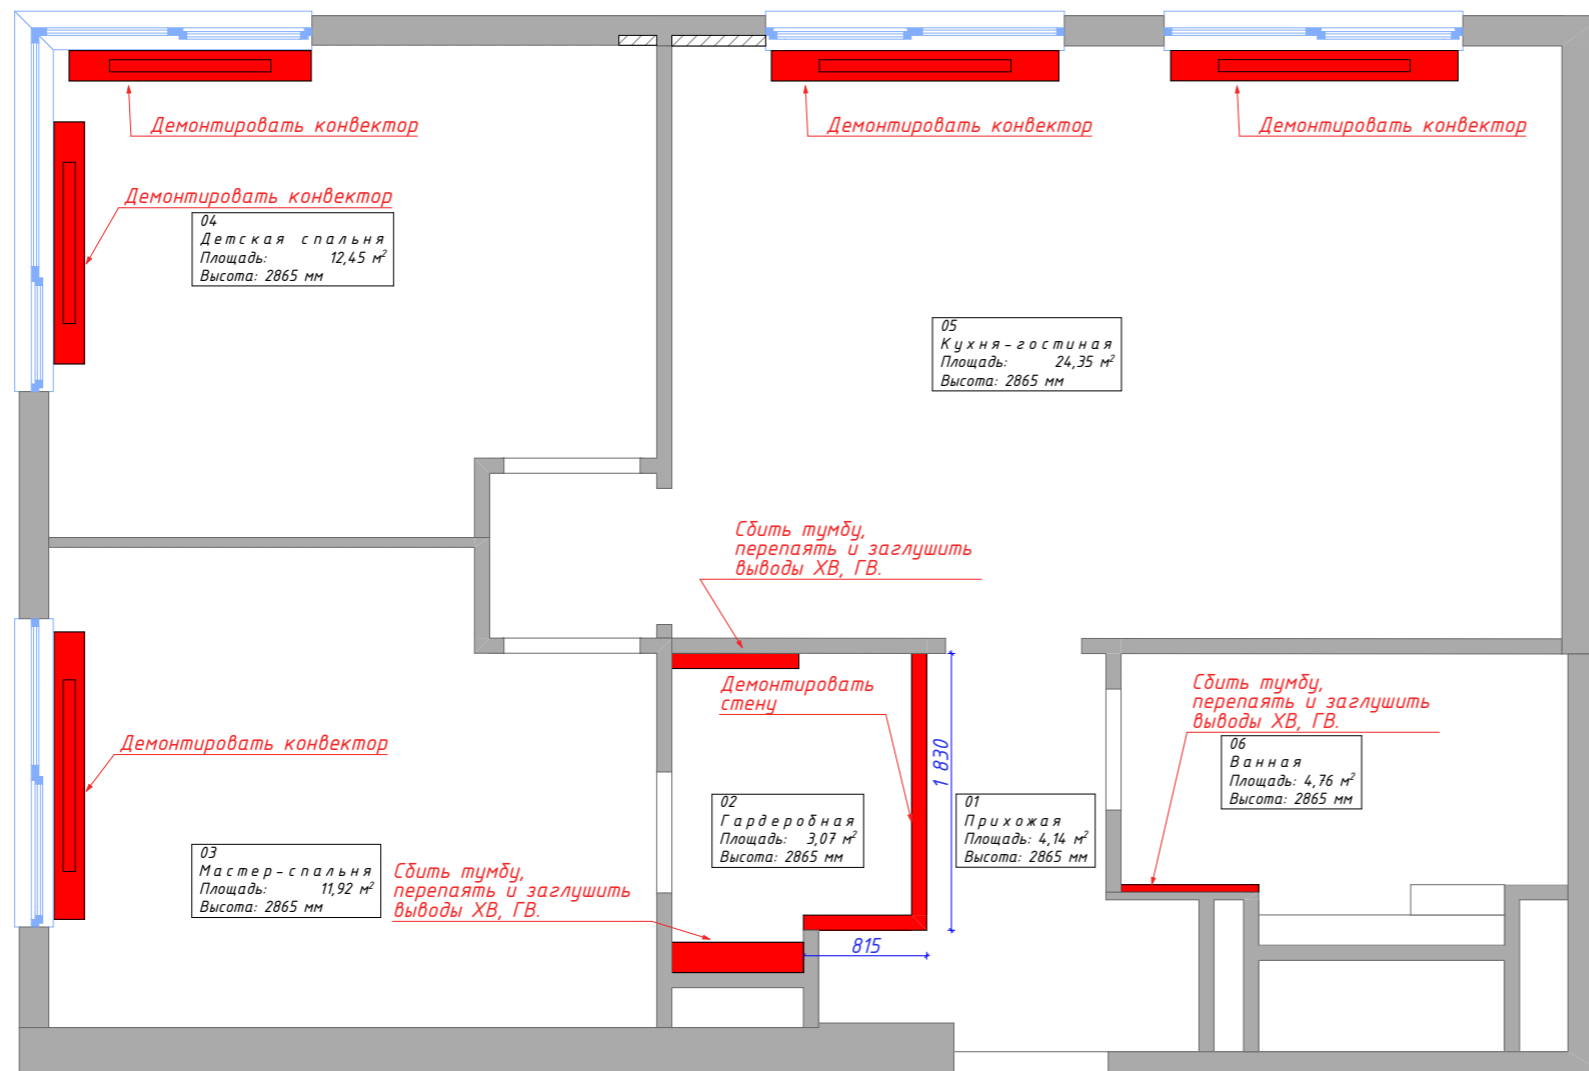 Демонтировать конвектор
Демонтировать конвектор
Демонтировать конвектор
Демонтировать конвектор
04
Детская спальня
Площадь: 12,45 м²
Высота: 2865 мм
05
Кухня-гостиная
Площадь: 24,35 м²
Высота: 2865 мм
Сбить тумбу,
перепаять и заглушить
выводы ХВ, ГВ.
Демонтировать
стену
Сбить тумбу,
перепаять и заглушить
выводы ХВ, ГВ.
06
Ванная
Площадь: 4,76 м²
Высота: 2865 мм
Демонтировать конвектор
1 830
02
Гардеробная
Площадь: 3,07 м²
Высота: 2865 мм
01
Прихожая
Площадь: 4,14 м²
Высота: 2865 мм
03
Мастер-спальня
Площадь: 11,92 м²
Высота: 2865 мм
Сбить тумбу,
перепаять и заглушить
выводы ХВ, ГВ.
815